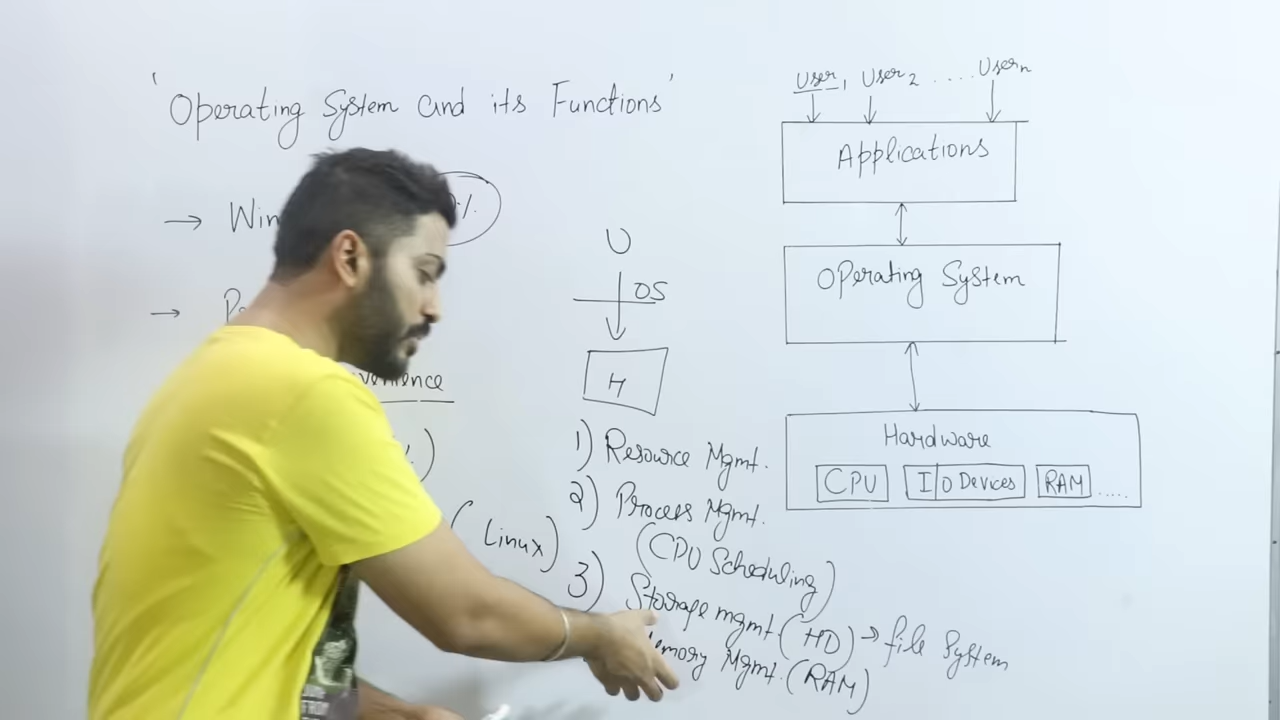 'Operating System and its Functions'
→ Win
→
U
OS
H
1) Resource Mgmt.
2) Process Mgmt.
(CPU Scheduling)
(Linux)
3) Storage mgmt (HD) → file System
emory Mgmt. (RAM)
User1 User2 .... Usern
Applications
Operating System
Hardware
CPU I/O Devices RAM .....